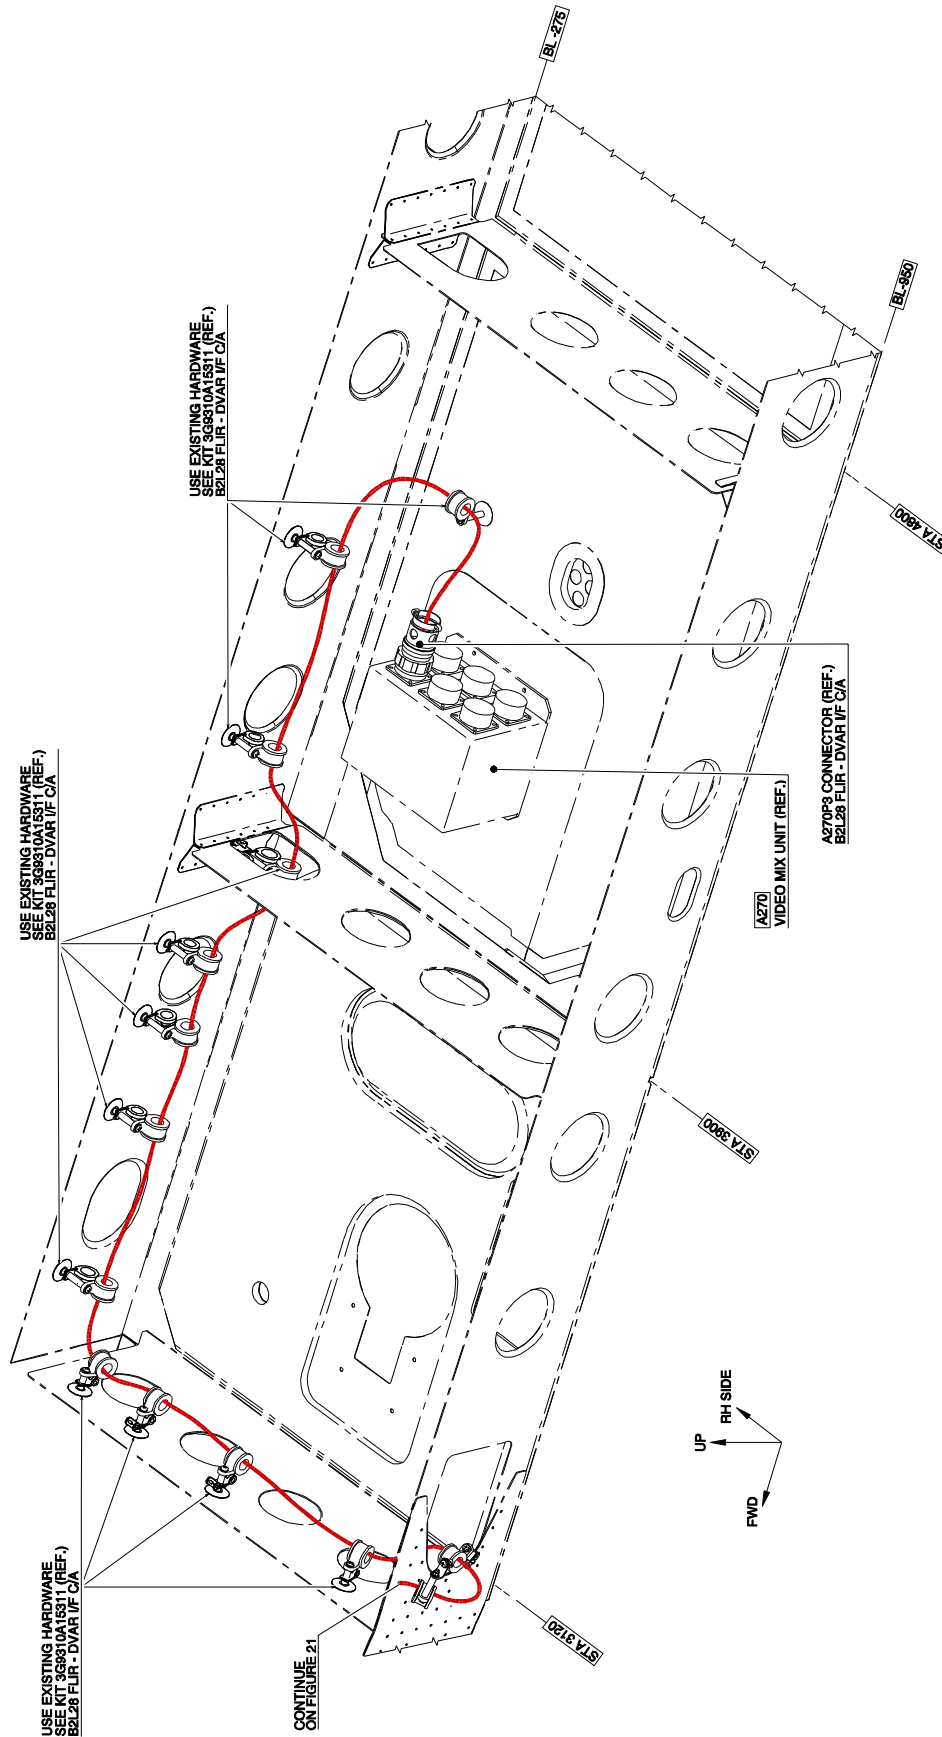 USE EXISTING HARDWARE
SEE KIT 3G9310A15311 (REF.)
B2L28 FLIR - DVAR I/F C/A
CONTINUE
ON FIGURE 21
USE EXISTING HARDWARE
SEE KIT 3G9310A15311 (REF.)
B2L28 FLIR - DVAR I/F C/A
USE EXISTING HARDWARE
SEE KIT 3G9310A15311 (REF.)
B2L28 FLIR - DVAR I/F C/A
BL -275
BL-950
STA 4800
A270P3 CONNECTOR (REF.)
B2L28 FLIR - DVAR I/F C/A
A270
VIDEO MIX UNIT (REF.)
STA 3900
STA 3120
RH SIDE
UP
FWD